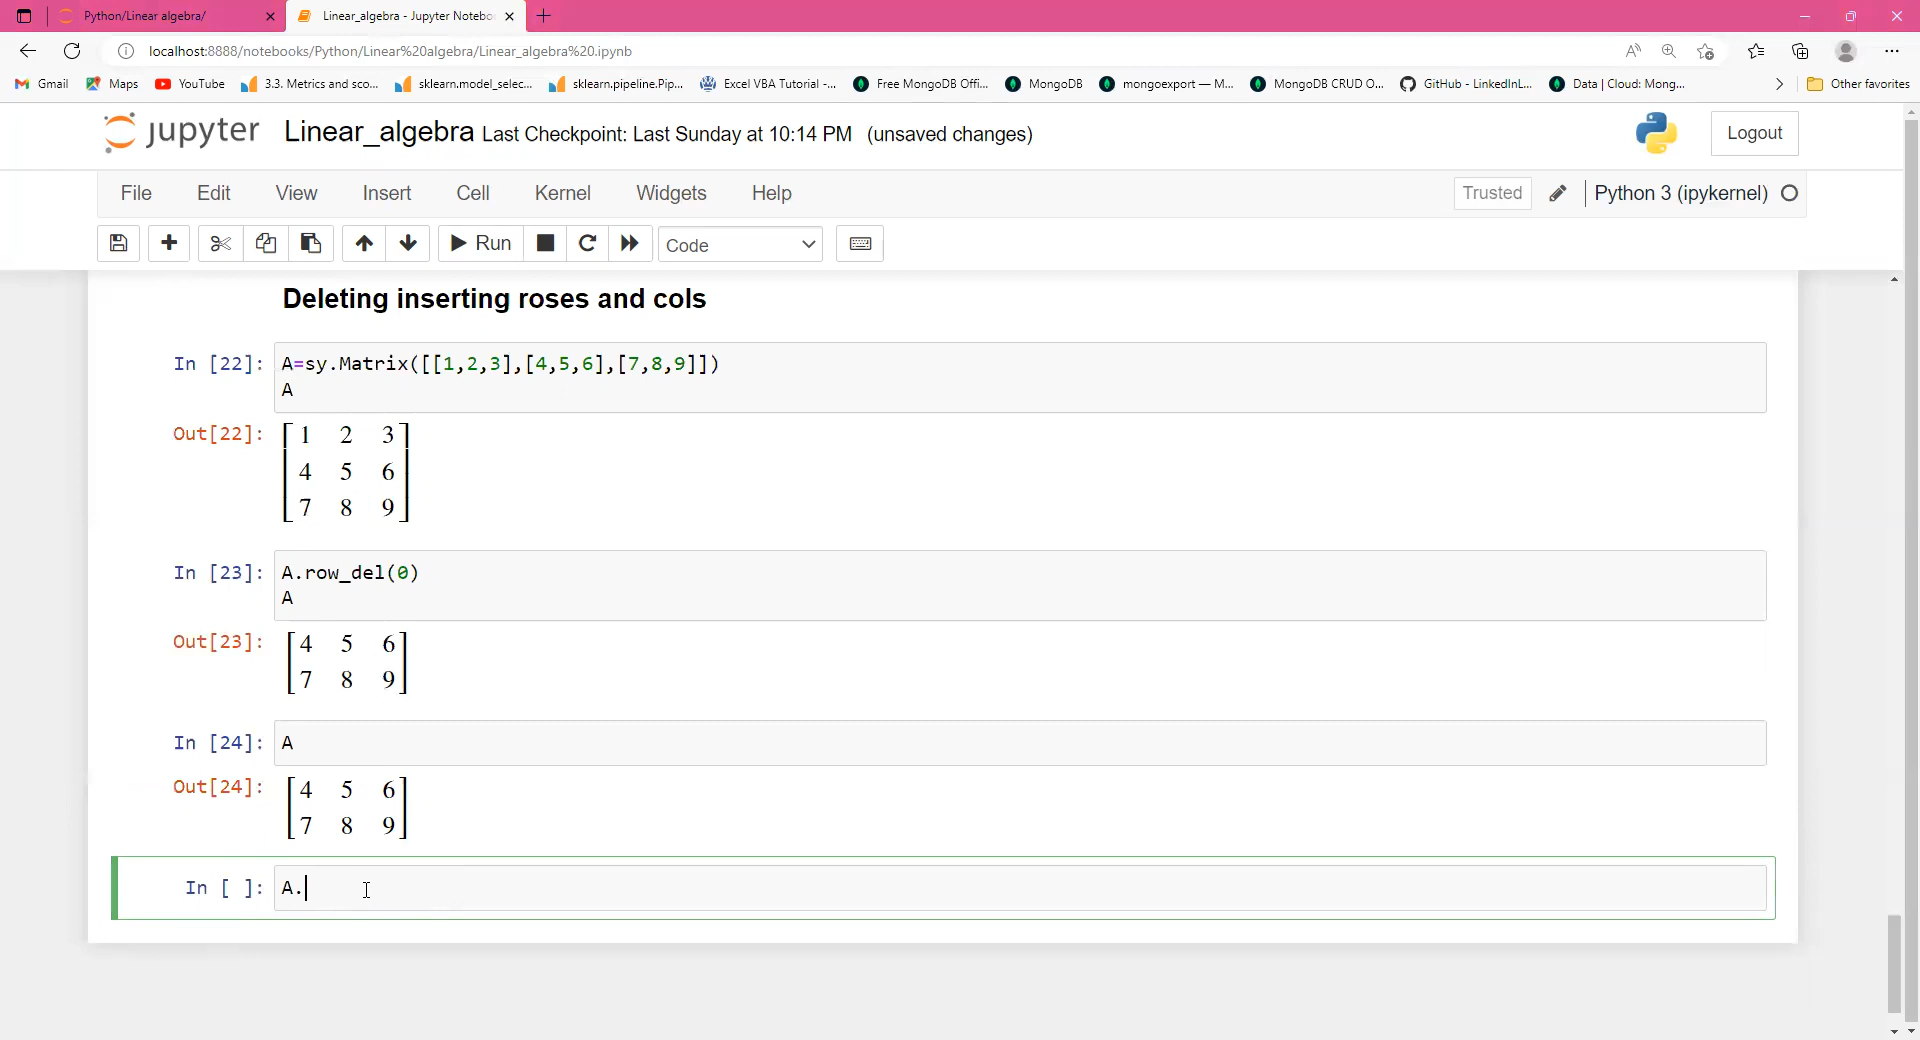 Python/Linear algebra/
Linear_algebra - Jupyter Notebo
localhost:8888/notebooks/Python/Linear%20algebra/Linear_algebra%20.ipynb
Gmail Maps YouTube 3.3. Metrics and sco... sklearn.model_selec... sklearn.pipeline.Pip... Excel VBA Tutorial -... Free MongoDB Offi... MongoDB mongoexport — M... MongoDB CRUD O... GitHub - LinkedInL... Data | Cloud: Mong... Other favorites
jupyter Linear_algebra Last Checkpoint: Last Sunday at 10:14 PM (unsaved changes) Logout
File Edit View Insert Cell Kernel Widgets Help Trusted Python 3 (ipykernel)
Run Code
Deleting inserting roses and cols
In [22]: A=sy.Matrix([[1,2,3],[4,5,6],[7,8,9]])
A
Out[22]: 1 2 3
4 5 6
7 8 9
In [23]: A.row_del(0)
A
Out[23]: 4 5 6
7 8 9
In [24]: A
Out[24]: 4 5 6
7 8 9
In [ ]: A.